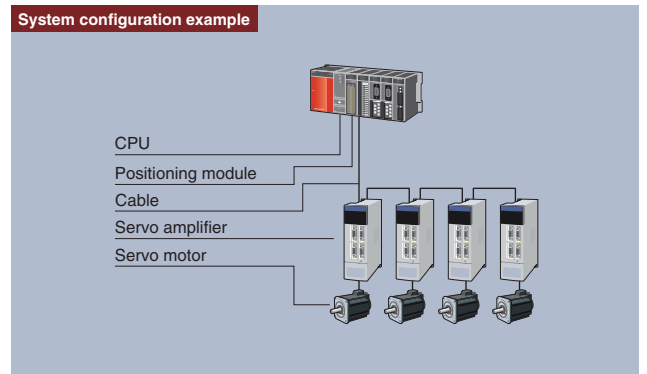 System configuration example
CPU
Positioning module
Cable
Servo amplifier
Servo motor